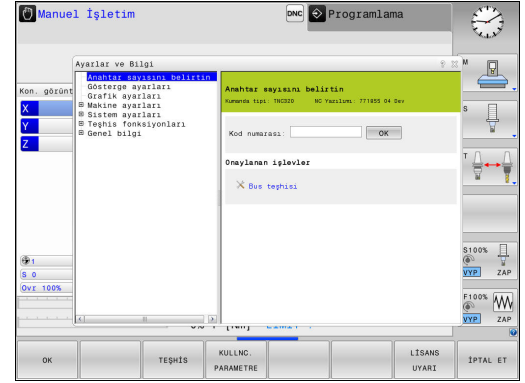 Manuel İşletim
DNC
Programlama
Ayarlar ve Bilgi
Kon. görünt
X
Y
Z
1
S 0
Ovr 100%
Anahtar sayısını belirtin
Gösterge ayarları
Grafik ayarları
Makine ayarları
Sistem ayarları
Teşhis fonksiyonları
Genel bilgi
Anahtar sayısını belirtin
Kumanda tipi: TNC320 NC Yazılımı: 771855 04 Sev
Kod numarası:
OK
Onaylanan işlevler
Bus teşhisi
M
S
T
S100%
VYP ZAP
F100%
VYP ZAP
OK
TEŞHİS
KULLNC.
PARAMETRE
LİSANS
UYARI
İPTAL ET